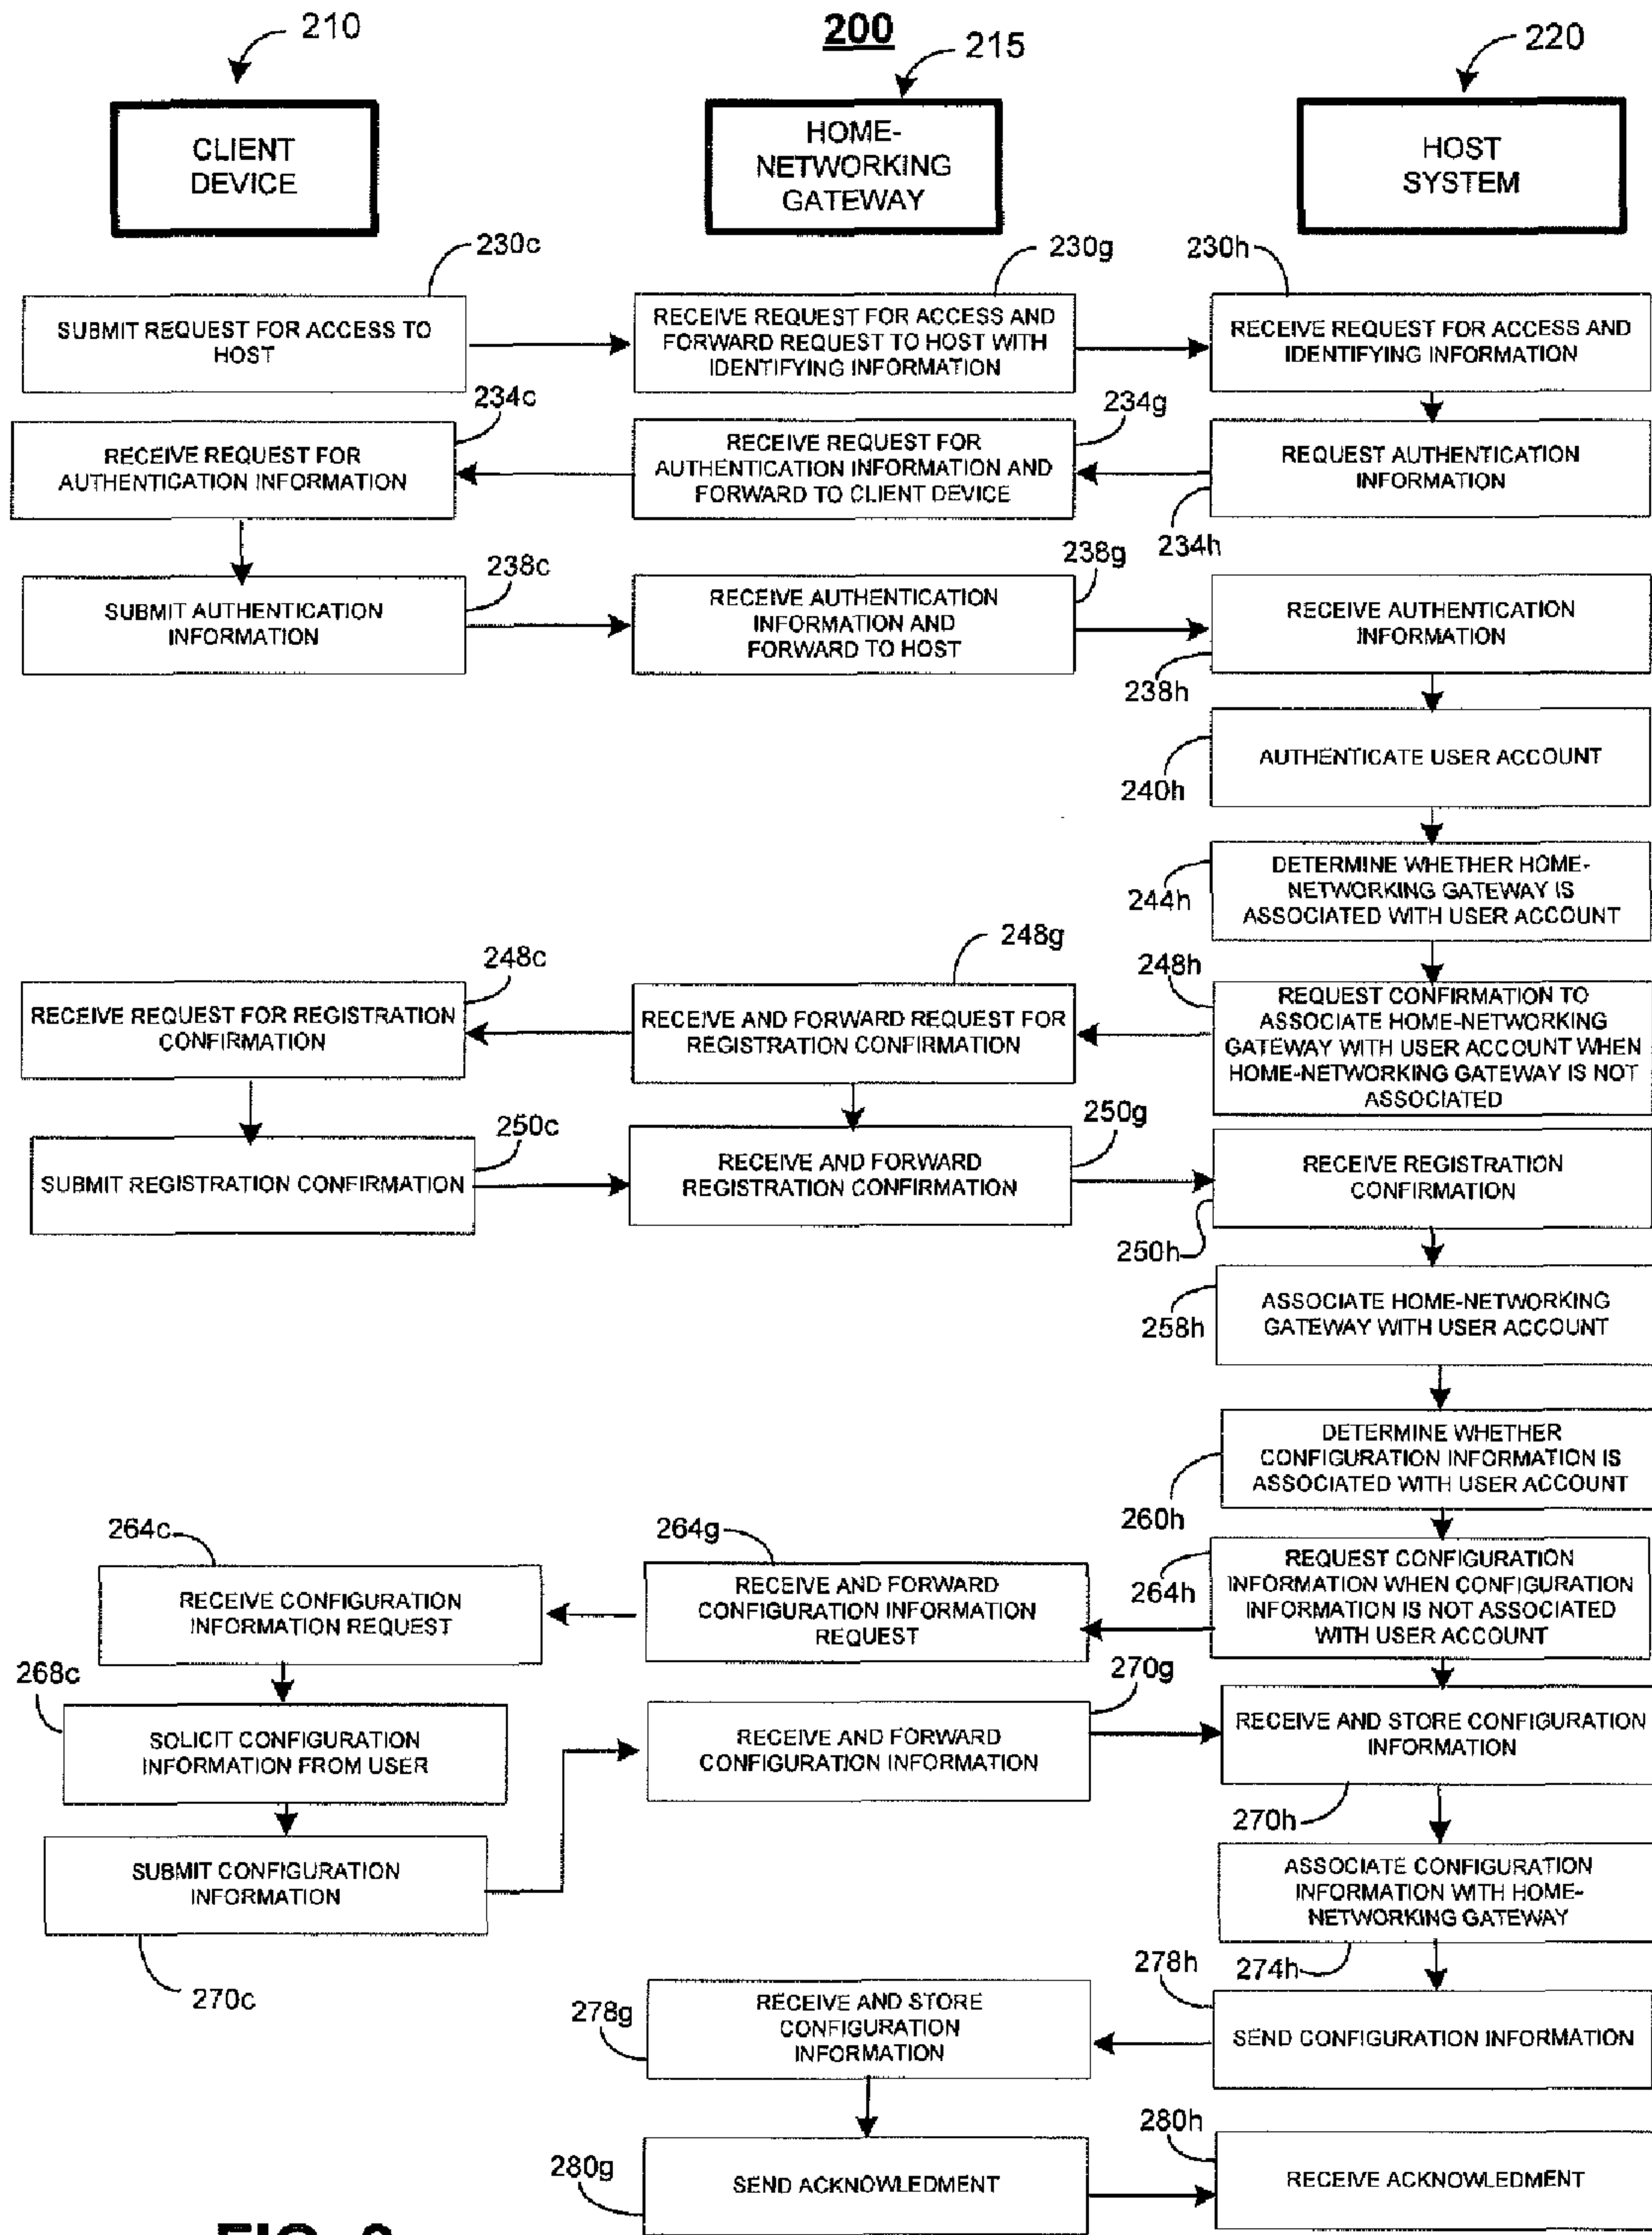 210
200
215
220
CLIENT
DEVICE
HOME-
NETWORKING
GATEWAY
HOST
SYSTEM
230c
230g
230h
SUBMIT REQUEST FOR ACCESS TO
HOST
RECEIVE REQUEST FOR ACCESS AND
FORWARD REQUEST TO HOST WITH
IDENTIFYING INFORMATION
RECEIVE REQUEST FOR ACCESS AND
IDENTIFYING INFORMATION
234c
234g
RECEIVE REQUEST FOR
AUTHENTICATION INFORMATION
RECEIVE REQUEST FOR
AUTHENTICATION INFORMATION AND
FORWARD TO CLIENT DEVICE
REQUEST AUTHENTICATION
INFORMATION
234h
238c
238g
SUBMIT AUTHENTICATION
INFORMATION
RECEIVE AUTHENTICATION
INFORMATION AND
FORWARD TO HOST
RECEIVE AUTHENTICATION
INFORMATION
238h
AUTHENTICATE USER ACCOUNT
240h
DETERMINE WHETHER HOME-
NETWORKING GATEWAY IS
ASSOCIATED WITH USER ACCOUNT
244h
248c
248g
248h
RECEIVE REQUEST FOR REGISTRATION
CONFIRMATION
RECEIVE AND FORWARD REQUEST FOR
REGISTRATION CONFIRMATION
REQUEST CONFIRMATION TO
ASSOCIATE HOME-NETWORKING
GATEWAY WITH USER ACCOUNT WHEN
HOME-NETWORKING GATEWAY IS NOT
ASSOCIATED
250c
250g
SUBMIT REGISTRATION CONFIRMATION
RECEIVE AND FORWARD
REGISTRATION CONFIRMATION
RECEIVE REGISTRATION
CONFIRMATION
250h
ASSOCIATE HOME-NETWORKING
GATEWAY WITH USER ACCOUNT
258h
DETERMINE WHETHER
CONFIGURATION INFORMATION IS
ASSOCIATED WITH USER ACCOUNT
260h
264c
264g
264h
RECEIVE CONFIGURATION
INFORMATION REQUEST
RECEIVE AND FORWARD
CONFIGURATION INFORMATION
REQUEST
REQUEST CONFIGURATION
INFORMATION WHEN CONFIGURATION
INFORMATION IS NOT ASSOCIATED
WITH USER ACCOUNT
268c
270g
SOLICIT CONFIGURATION
INFORMATION FROM USER
RECEIVE AND FORWARD
CONFIGURATION INFORMATION
RECEIVE AND STORE CONFIGURATION
INFORMATION
270h
SUBMIT CONFIGURATION
INFORMATION
270c
ASSOCIATE CONFIGURATION
INFORMATION WITH HOME-
NETWORKING GATEWAY
274h
278h
278g
RECEIVE AND STORE
CONFIGURATION
INFORMATION
SEND CONFIGURATION INFORMATION
280h
280g
SEND ACKNOWLEDMENT
RECEIVE ACKNOWLEDMENT